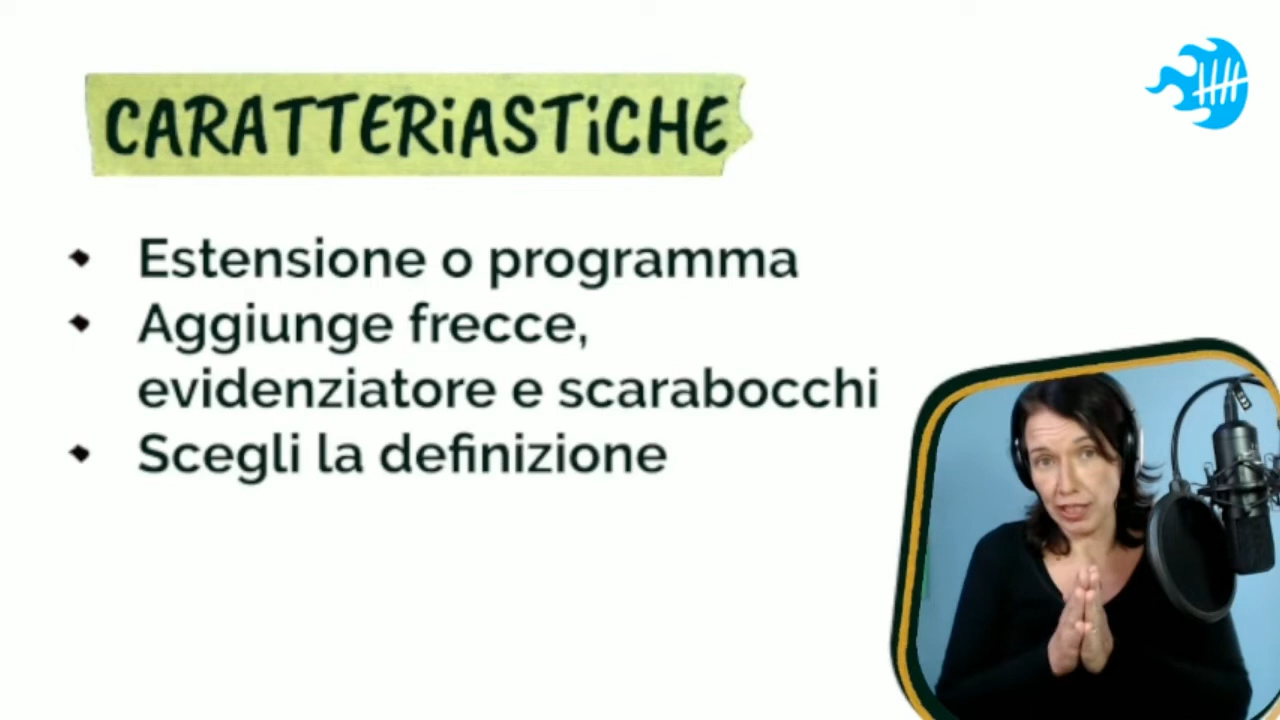 CARATTERiASTiCHE
Estensione o programma
Aggiunge frecce,
evidenziatore e scarabocchi
Scegli la definizione